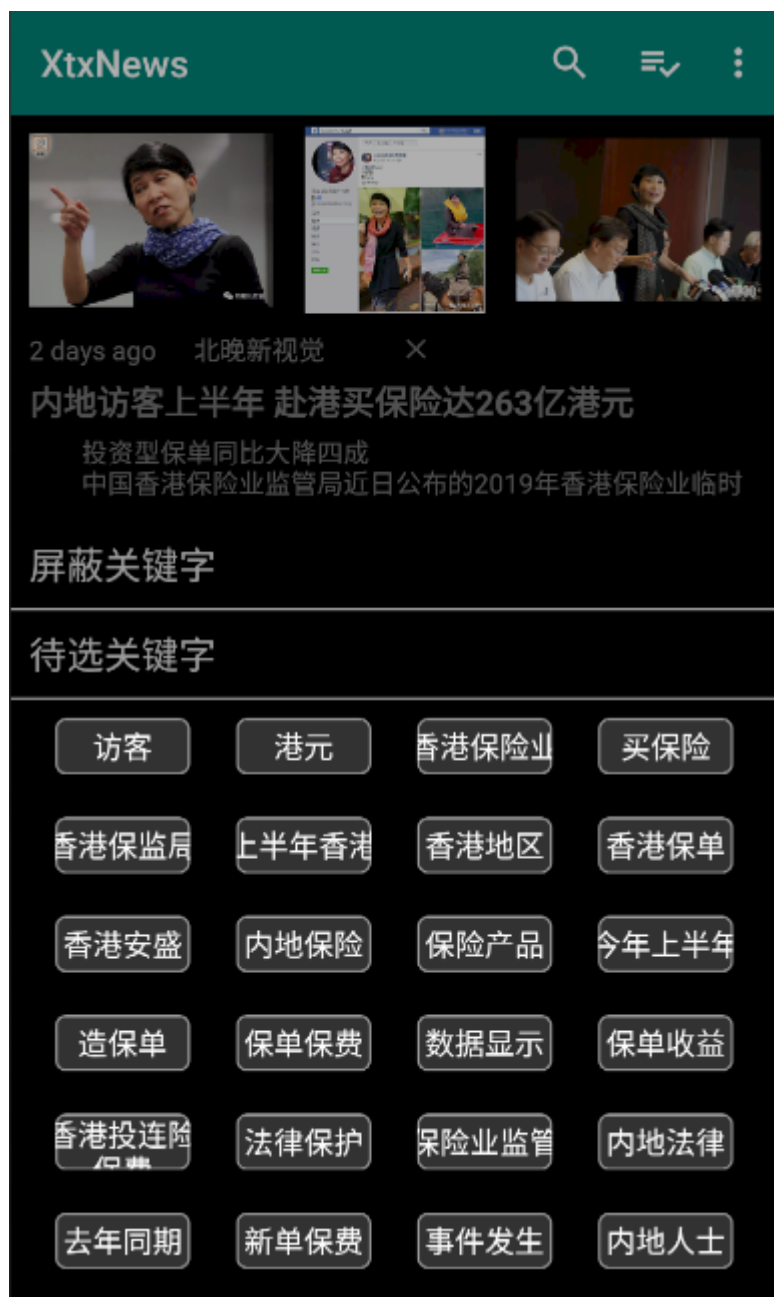 XtxNews
2 days ago 北晚新视觉 ×
内地访客上半年 赴港买保险达263亿港元
投资型保单同比大降四成
中国香港保险业监管局近日公布的2019年香港保险业临时
屏蔽关键字
待选关键字
访客 港元 香港保险业 买保险
香港保监局 上半年香港 香港地区 香港保单
香港安盛 内地保险 保险产品 今年上半年
造保单 保单保费 数据显示 保单收益
香港投连险 法律保护 保险业监管 内地法律
保费
去年同期 新单保费 事件发生 内地人士